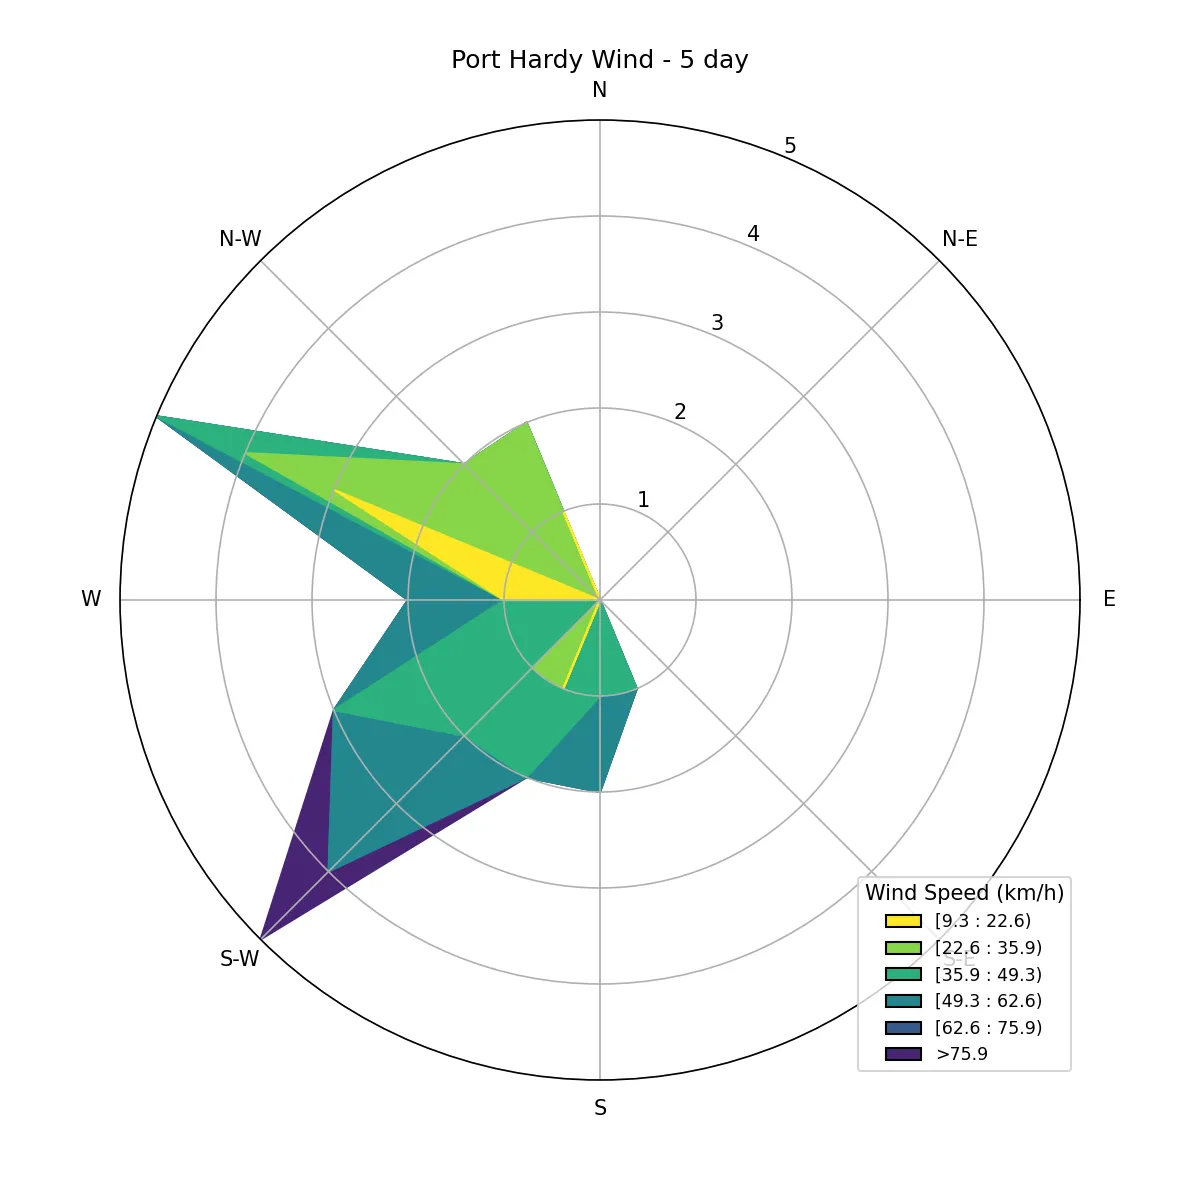 Port Hardy Wind - 5 day
N
5
N-W
4
N-E
3
2
1
W
E
Wind Speed (km/h)
[9.3 : 22.6)
[22.6 : 35.9)
S-W
S-E
[35.9 : 49.3)
[49.3 : 62.6)
[62.6 : 75.9)
>75.9
S